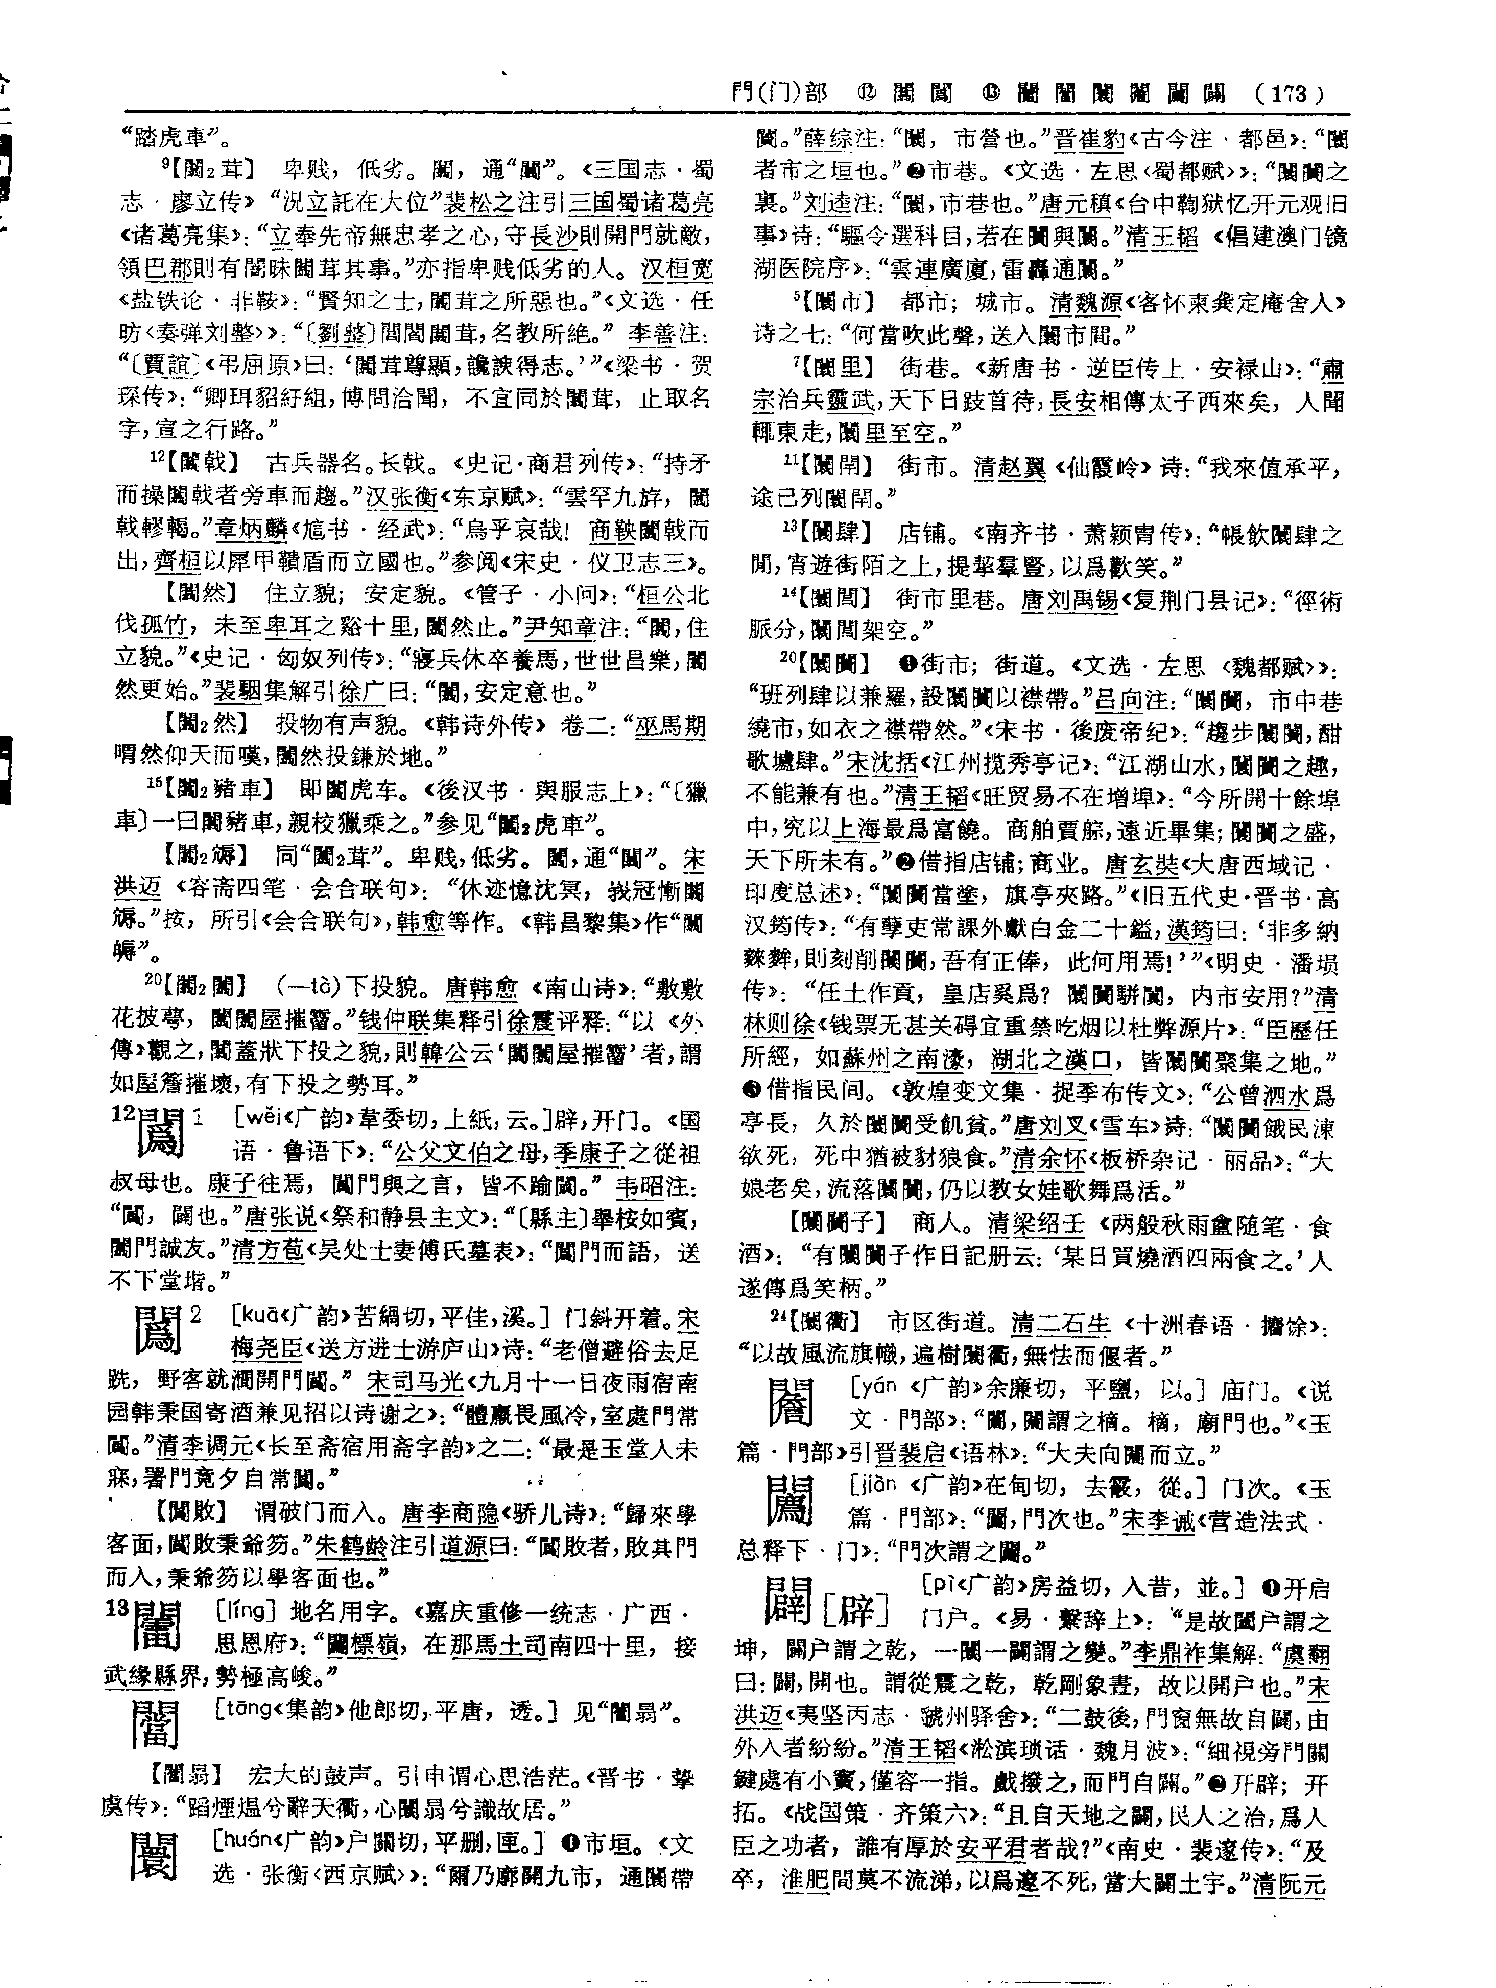 門(门)部 ⑫ 闒 闖 ⑬ 闠 (173)
“踏虎車”。
⁹【闒₂茸】 卑贱,低劣。闒,通“闒”。《三国志·蜀
志·廖立传》“況立託在大位”裴松之注引三国蜀诸葛亮
《诸葛亮集》:“立奉先帝無忠孝之心,守長沙則開門就敵,
領巴郡則有闇昧闒茸其事。”亦指卑贱低劣的人。汉桓宽
《盐铁论·非鞅》:“賢知之士,闒茸之所惡也。”《文选·任
昉〈奏弹刘整〉》:“〔劉整〕閭閻闒茸,名教所絶。” 李善注:
“〔賈誼〕《弔屈原》曰:‘闒茸尊顯,讒諛得志。’”《梁书·贺
琛传》:“卿珥貂紆組,博問洽聞,不宜同於闒茸,止取名
字,宣之行路。”
¹²【闟戟】 古兵器名。长戟。《史记·商君列传》:“持矛
而操闟戟者旁車而趨。”汉张衡《东京赋》:“雲罕九斿,闟
戟轇輵。”章炳麟《訄书·经武》:“烏乎哀哉! 商鞅闟戟而
出,齊桓以犀甲鞼盾而立國也。”参阅《宋史·仪卫志三》。
【闟然】 住立貌;安定貌。《管子·小问》:“桓公北
伐孤竹,未至卑耳之谿十里,闟然止。”尹知章注:“闟,住
立貌。”《史记·匈奴列传》:“寢兵休卒養馬,世世昌樂,闟
然更始。”裴駰集解引徐广曰:“闟,安定意也。”
【闟₂然】 投物有声貌。《韩诗外传》卷二:“巫馬期
喟然仰天而嘆,闟然投鎌於地。”
¹⁵【闟₂豬車】 即闟虎车。《後汉书·舆服志上》:“〔獵
車〕一曰闟豬車,親校獵乘之。”参见“闟₂虎車”。
【闟₂㒔】 同“闟₂茸”。卑贱,低劣。闟,通“闒”。宋
洪迈《容斋四笔·会合联句》:“休迹憶沈冥,峩冠慚闟
。”按,所引《会合联句》,韩愈等作。《韩昌黎集》作“闒
”。
²⁰【闟₂闟】 (—tà)下投貌。唐韩愈《南山诗》:“敷敷
花披萼,闟闟屋摧霤。”钱仲联集释引徐震评释:“以《外
傳》觀之,闟蓋狀下投之貌,則韓公云‘闟闟屋摧霤’者,謂
如屋簷摧壞,有下投之勢耳。”
12 闖 1 [wěi《广韵》韋委切,上紙,云。]辟,开门。《国
语·鲁语下》:“公父文伯之母,季康子之從祖
叔母也。康子往焉,䦱門與之言,皆不踰閾。” 韦昭注:
“䦱,闢也。”唐张说《祭和静县主文》:“〔縣主〕舉桉如賓,
䦱門誠友。”清方苞《吴处士妻傅氏墓表》:“䦱門而語,送
不下堂堦。”
䦱 2 [kuā《广韵》苦緺切,平佳,溪。] 门斜开着。宋
梅尧臣《送方进士游庐山》诗:“老僧避俗去足
跣,野客就澗開門䦱。” 宋司马光《九月十一日夜雨宿南
园韩秉国寄酒兼见招以诗谢之》:“體羸畏風冷,室處門常
䦱。”清李调元《长至斋宿用斋字韵》之二:“最是玉堂人未
寐,署門竟夕自常䦱。”
【䦱敗】 谓破门而入。唐李商隐《骄儿诗》:“歸來學
客面,䦱敗秉爺笏。”朱鹤龄注引道源曰:“䦱敗者,敗其門
而入,秉爺笏以學客面也。”
13 [líng] 地名用字。《嘉庆重修一统志·广西·
思恩府》:“標嶺,在那馬土司南四十里,接
武缘縣界,勢極高峻。”
闛 [tāng《集韵》他郎切,平唐,透。] 见“闛㫾”。
宏大的鼓声。引申谓心思浩茫。《晋书·挚
虞传》:“蹈煙熅兮辭天衢,心兮識故居。”
闤 [huán《广韵》户關切,平删,匣。] ❶市垣。《文
选·张衡〈西京赋〉》:“爾乃廓開九市,通闤帶
闠。”薛综注:“闤,市營也。”晋崔豹《古今注·都邑》:“闤
者市之垣也。”❷市巷。《文选·左思〈蜀都赋〉》:“闤闠之
裏。”刘逵注:“闤,市巷也。”唐元稹《台中鞫狱忆开元观旧
事》诗:“驅令選科目,若在闤與闠。”清王韬《倡建澳门镜
湖医院序》:“雲連廣廈,雷轟通闤。”
⁵【闤市】 都市;城市。清魏源《客怀柬龚定庵舍人》
诗之七:“何當吹此聲,送入闤市間。”
⁷【闤里】 街巷。《新唐书·逆臣传上·安禄山》:“肅
宗治兵靈武,天下日跂首待,長安相傳太子西來矣,人聞
輒東走,闤里至空。”
¹¹【闤閈】 街市。清赵翼《仙霞岭》诗:“我來值承平,
途已列闤閈。”
¹³【闤肆】 店铺。《南齐书·萧颖胄传》:“帳飲闤肆之
閒,宵遊街陌之上,提挈羣豎,以爲歡笑。”
¹⁴【闤閭】 街市里巷。唐刘禹锡《复荆门县记》:“徑術
脈分,闤閭架空。”
²⁰【闤闠】 ❶街市;街道。《文选·左思〈魏都赋〉》:
“班列肆以兼羅,設闤闠以襟帶。”吕向注:“闤闠,市中巷
繞市,如衣之襟帶然。”《宋书·後废帝纪》:“趨步闤闠,酣
歌壚肆。”宋沈括《江州揽秀亭记》:“江湖山水,闤闠之趣,
不能兼有也。”清王韬《旺贸易不在增埠》:“今所開十餘埠
中,究以上海最爲富饒。商舶賈艅,遠近畢集;闤闠之盛,
天下所未有。”❷借指店铺;商业。唐玄奘《大唐西域记·
印度总述》:“闤闠當塗,旗亭夾路。”《旧五代史·晋书·高
汉筠传》:“有孽吏常課外獻白金二十鎰,漢筠曰:‘非多納
麰麰,則刻削闤闠,吾有正俸,此何用焉!’”《明史·潘埙
传》:“任土作貢,皇店奚爲? 闤闠駢闐,内市安用?”清
林则徐《钱票无甚关碍宜重禁吃烟以杜弊源片》:“臣歷任
所經,如蘇州之南濠,湖北之漢口,皆闤闠聚集之地。”
❸借指民间。《敦煌变文集·捉季布传文》:“公曾泗水爲
亭長,久於闤闠受飢貧。”唐刘叉《雪车》诗:“闤闠餓民凍
欲死,死中猶被豺狼食。”清余怀《板桥杂记·丽品》:“大
娘老矣,流落闤闠,仍以教女娃歌舞爲活。”
【闤闠子】 商人。清梁绍壬《两般秋雨盦随笔·食
酒》:“有闤闠子作日記册云:‘某日買燒酒四兩食之。’人
遂傳爲笑柄。”
²⁴【闤衢】 市区街道。清二石生《十洲春语·攟馀》:
“以故風流旗幟,遍樹闤衢,無怯而偃者。”
[yán《广韵》余廉切,平鹽,以。] 庙门。《说
文·門部》:“䦲,䦲謂之樀。樀,廟門也。”《玉
篇·門部》引晋裴启《语林》:“大夫向䦲而立。”
[jiàn《广韵》在甸切,去霰,從。] 门次。《玉
篇·門部》:“,門次也。”宋李诫《营造法式·
总释下·门》:“門次謂之。”
闢[辟] [pì《广韵》房益切,入昔,並。] ❶开启
门户。《易·繫辞上》:“是故闔户謂之
坤,闢户謂之乾,一闔一闢謂之變。”李鼎祚集解:“虞翻
曰:闢,開也。謂從震之乾,乾剛象晝,故以開户也。”宋
洪迈《夷坚丙志·虢州驿舍》:“二鼓後,門窗無故自闢,由
外入者紛紛。”清王韬《淞滨琐话·魏月波》:“細視旁門關
鍵處有小竇,僅容一指。戲撥之,而門自闢。”❷开辟;开
拓。《战国策·齐策六》:“且自天地之闢,民人之治,爲人
臣之功者,誰有厚於安平君者哉?”《南史·裴邃传》:“及
卒,淮肥間莫不流涕,以爲邃不死,當大闢土宇。”清阮元